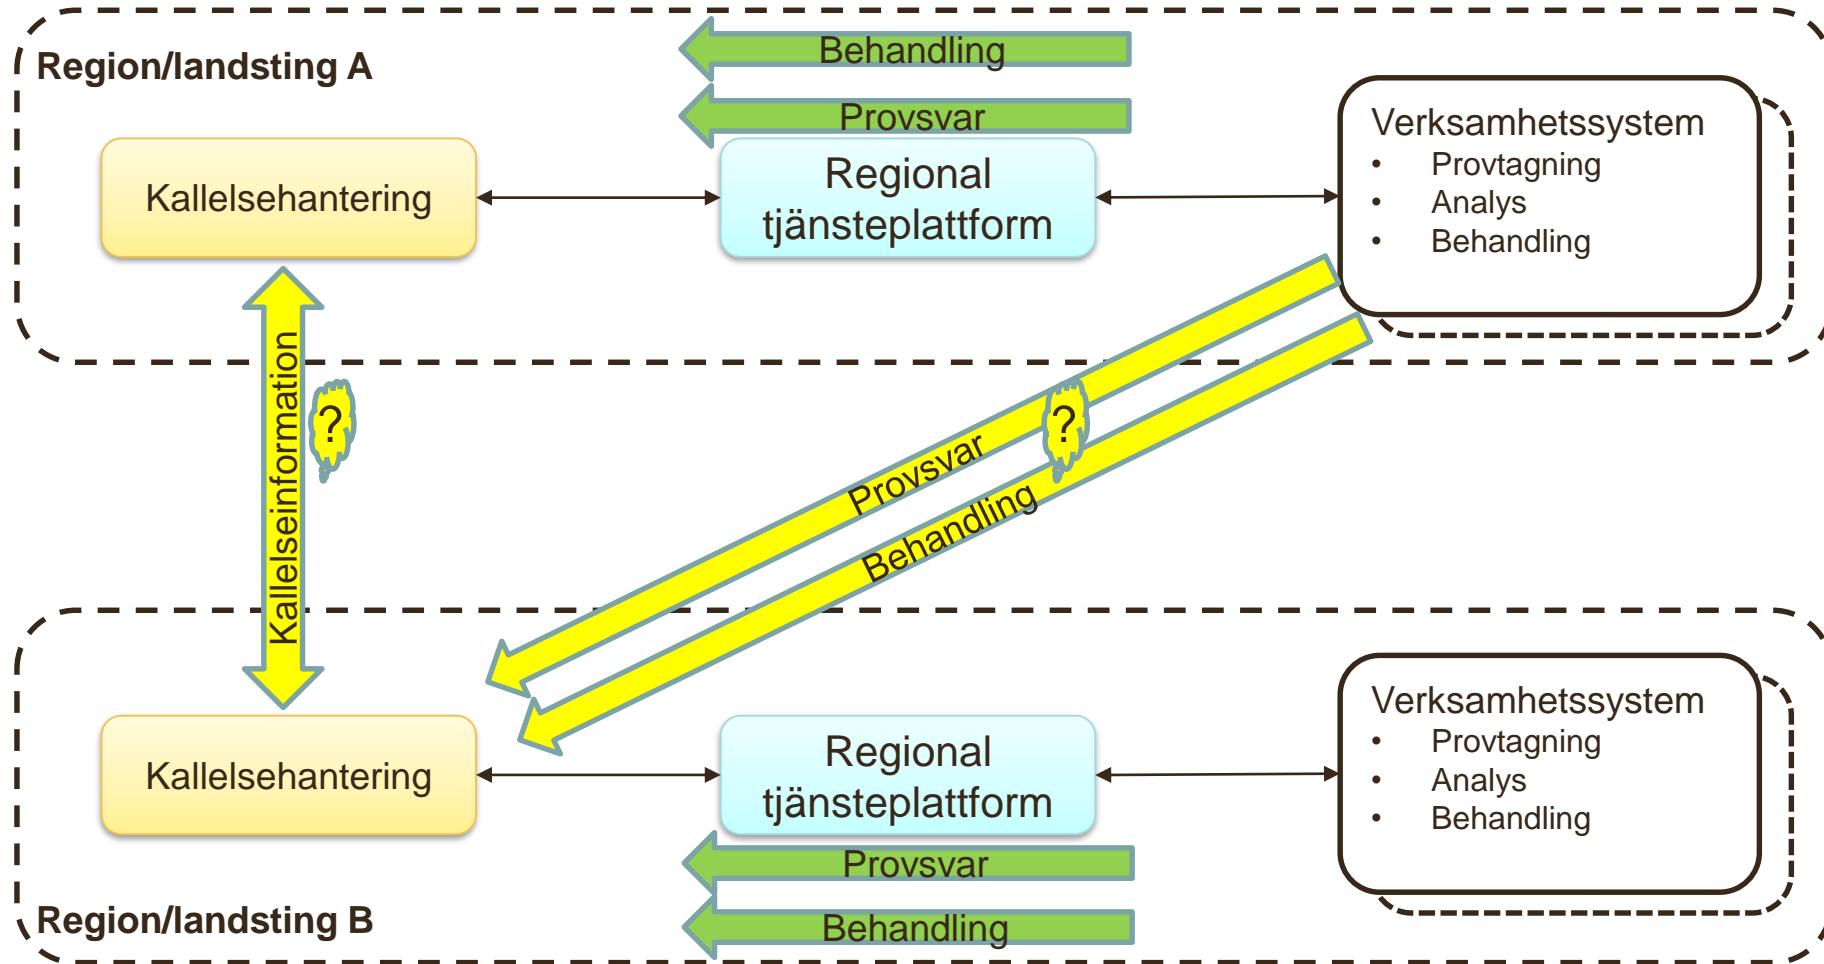 Region/landsting A
Behandling
Provsvar
Kallelsehantering
Regional
tjänsteplattform
Verksamhetssystem
• Provtagning
• Analys
• Behandling
Kallelseinformation
?
?
Provsvar
Behandling
Kallelsehantering
Regional
tjänsteplattform
Verksamhetssystem
• Provtagning
• Analys
• Behandling
Provsvar
Behandling
Region/landsting B